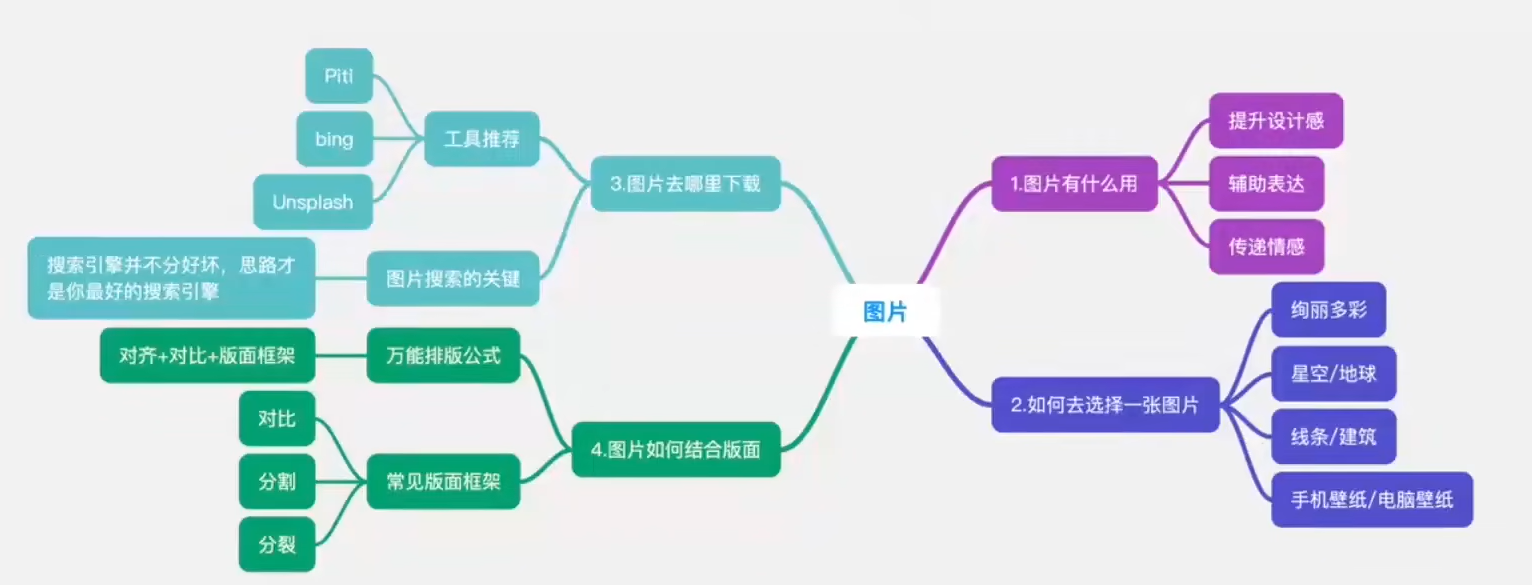 图片
1.图片有什么用
提升设计感
辅助表达
传递情感
2.如何去选择一张图片
绚丽多彩
星空/地球
线条/建筑
手机壁纸/电脑壁纸
3.图片去哪里下载
工具推荐
Piti
bing
Unsplash
图片搜索的关键
搜索引擎并不分好坏，思路才
是你最好的搜索引擎
4.图片如何结合版面
万能排版公式
对齐+对比+版面框架
常见版面框架
对比
分割
分裂